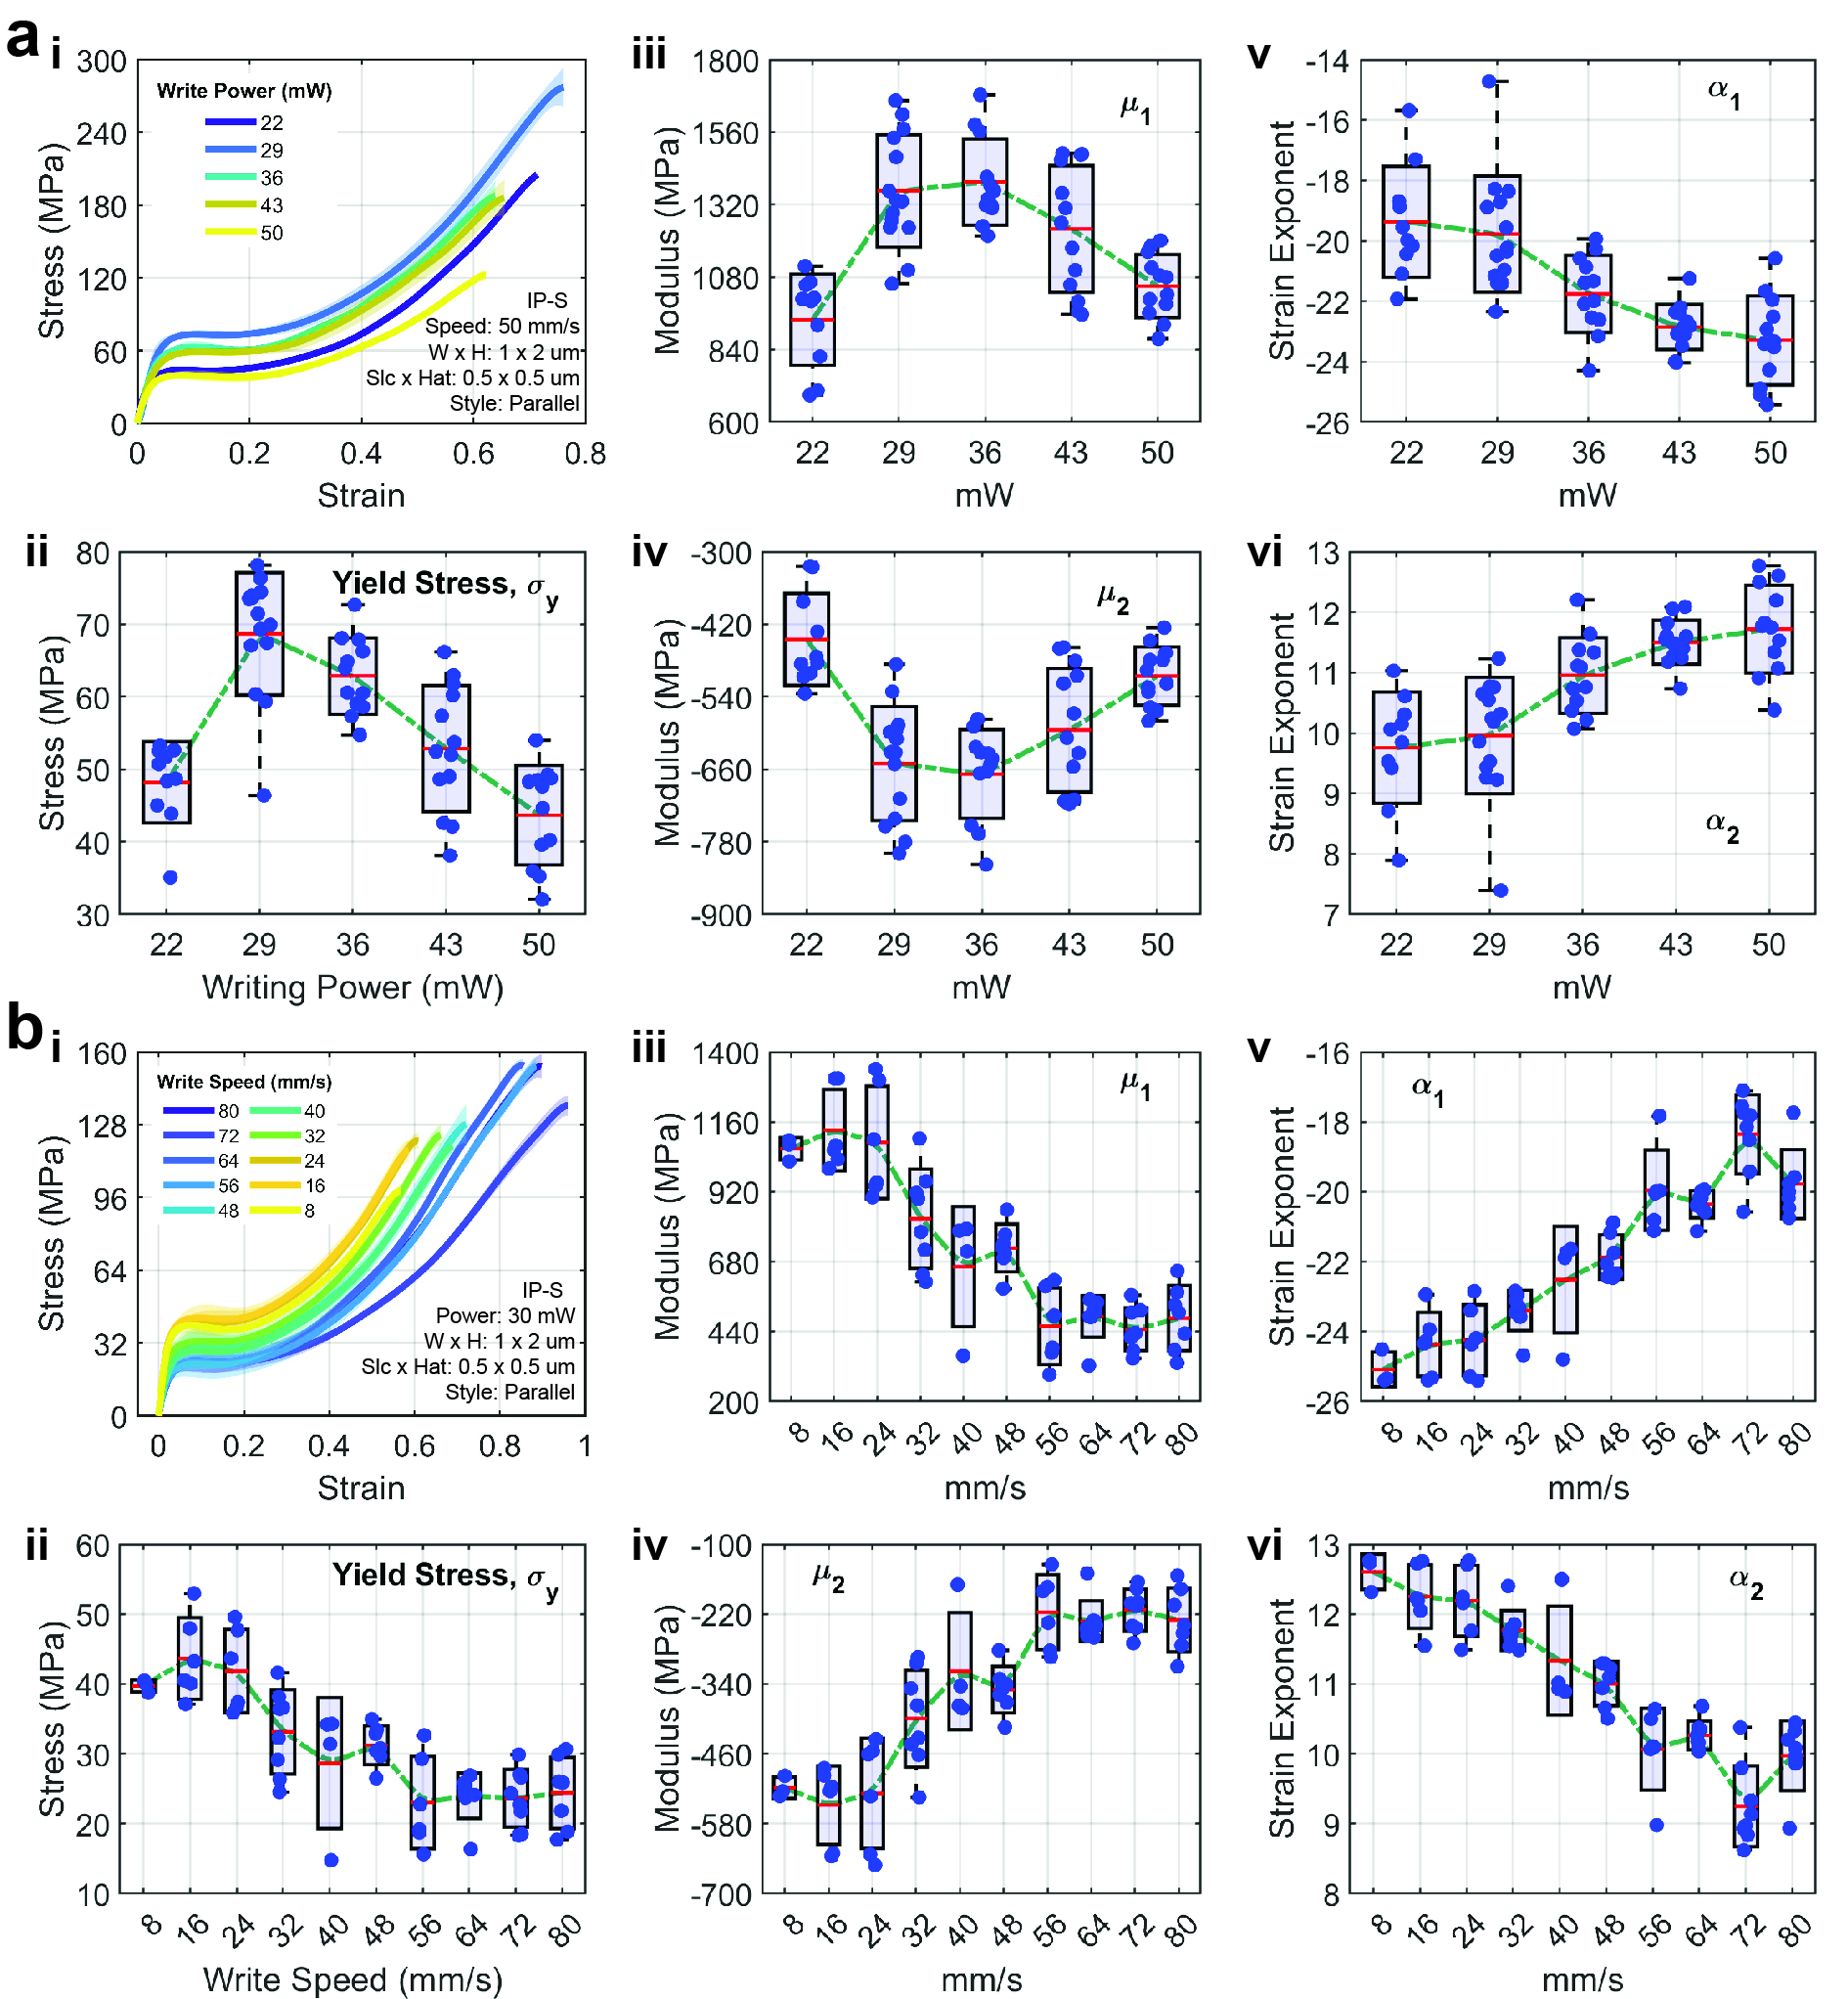 a
i
300
240
180
120
60
0
Stress (MPa)
Write Power (mW)
22
29
36
43
50
IP-S
Speed: 50 mm/s
W x H: 1 x 2 um
Slc x Hat: 0.5 x 0.5 um
Style: Parallel
0 0.2 0.4 0.6 0.8
Strain
iii
1800
1560
1320
1080
840
600
Modulus (MPa)
μ1
22 29 36 43 50
mW
v
-14
-16
-18
-20
-22
-24
-26
Strain Exponent
α1
22 29 36 43 50
mW
ii
80
70
60
50
40
30
Stress (MPa)
Yield Stress, σy
22 29 36 43 50
Writing Power (mW)
iv
-300
-420
-540
-660
-780
-900
Modulus (MPa)
μ2
22 29 36 43 50
mW
vi
13
12
11
10
9
8
7
Strain Exponent
α2
22 29 36 43 50
mW
b
i
160
128
96
64
32
0
Stress (MPa)
Write Speed (mm/s)
80 40
72 32
64 24
56 16
48 8
IP-S
Power: 30 mW
W x H: 1 x 2 um
Slc x Hat: 0.5 x 0.5 um
Style: Parallel
0 0.2 0.4 0.6 0.8 1
Strain
iii
1400
1160
920
680
440
200
Modulus (MPa)
μ1
8 16 24 32 40 48 56 64 72 80
mm/s
v
-16
-18
-20
-22
-24
-26
Strain Exponent
α1
8 16 24 32 40 48 56 64 72 80
mm/s
ii
60
50
40
30
20
10
Stress (MPa)
Yield Stress, σy
8 16 24 32 40 48 56 64 72 80
Write Speed (mm/s)
iv
-100
-220
-340
-460
-580
-700
Modulus (MPa)
μ2
8 16 24 32 40 48 56 64 72 80
mm/s
vi
13
12
11
10
9
8
Strain Exponent
α2
8 16 24 32 40 48 56 64 72 80
mm/s